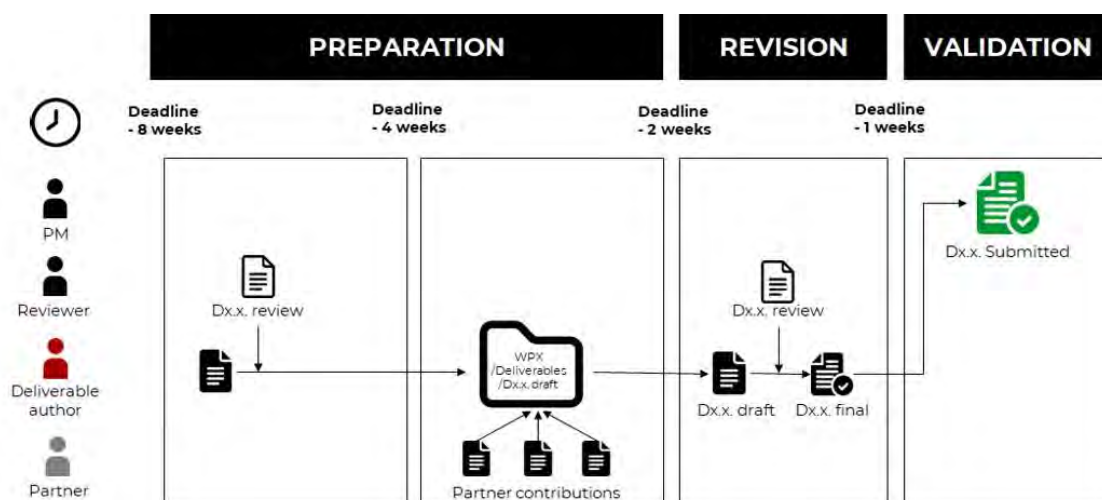 PREPARATION
REVISION
VALIDATION
Deadline
- 8 weeks
Deadline
- 4 weeks
Deadline
- 2 weeks
Deadline
- 1 weeks
PM
Reviewer
Dx.x. review
Dx.x. review
Dx.x. Submitted
Deliverable
author
WPX
/Deliverables
/Dx.x. draft
Dx.x. draft
Dx.x. final
Partner
Partner contributions